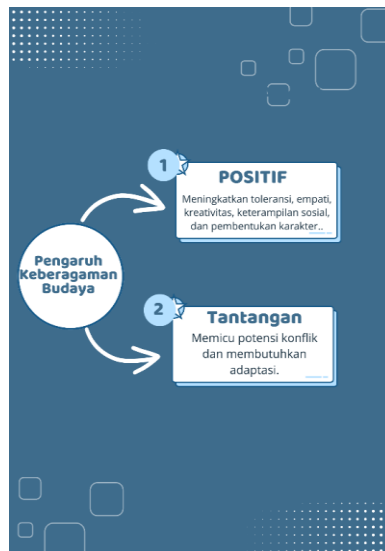 Pengaruh
Keberagaman
Budaya
1
POSITIF
Meningkatkan toleransi, empati,
kreativitas, keterampilan sosial,
dan pembentukan karakter..
2
Tantangan
Memicu potensi konflik
dan membutuhkan
adaptasi.